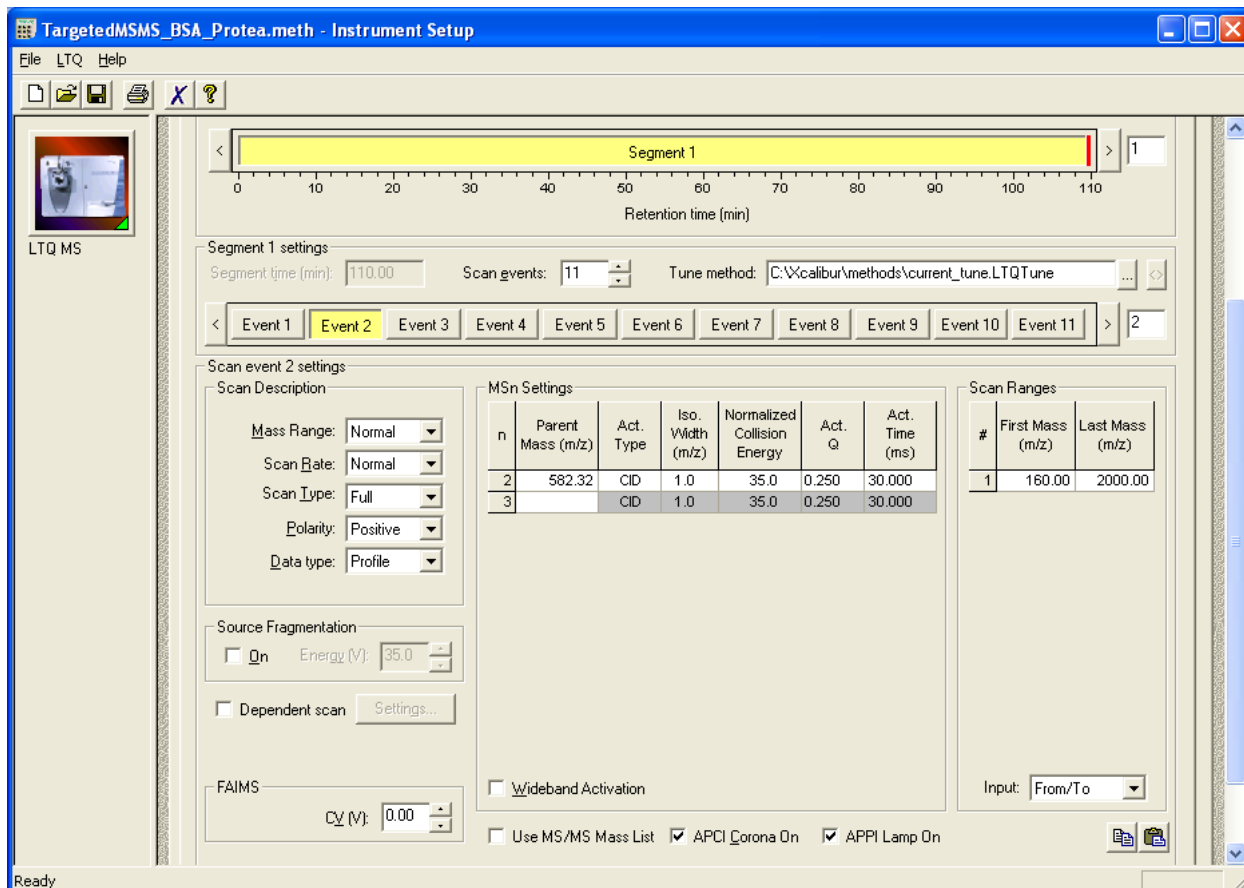 TargetedMSMS_BSA_Protea.meth - Instrument Setup
File LTQ Help
LTQ MS
Segment 1
1
0 10 20 30 40 50 60 70 80 90 100 110
Retention time (min)
Segment 1 settings
Segment time (min): 110.00 Scan events: 11 Tune method: C:\Xcalibur\methods\current_tune.LTQTune ... <>
< Event 1 Event 2 Event 3 Event 4 Event 5 Event 6 Event 7 Event 8 Event 9 Event 10 Event 11 > 2
Scan event 2 settings
Scan Description
Mass Range: Normal
Scan Rate: Normal
Scan Type: Full
Polarity: Positive
Data type: Profile
Source Fragmentation
On Energy (V): 35.0
Dependent scan Settings...
FAIMS
CV (V): 0.00
MSn Settings
n Parent Mass (m/z) Act. Type Iso. Width (m/z) Normalized Collision Energy Act. Q Act. Time (ms)
2 582.32 CID 1.0 35.0 0.250 30.000
3 CID 1.0 35.0 0.250 30.000
Wideband Activation
Scan Ranges
# First Mass (m/z) Last Mass (m/z)
1 160.00 2000.00
Input: From/To
Use MS/MS Mass List APCI Corona On APPI Lamp On
Ready